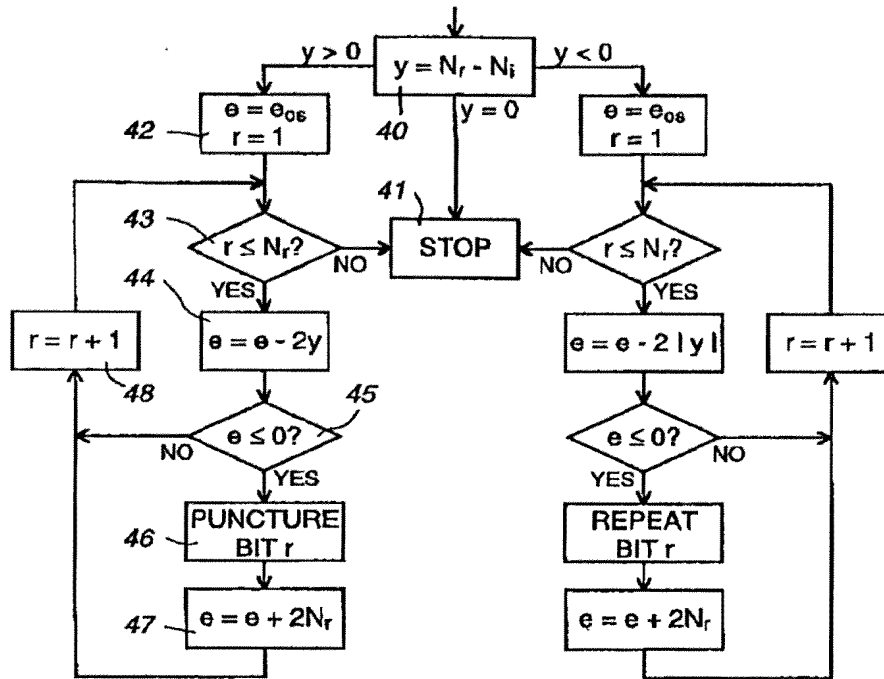 y > 0
y = Nᵣ - Nᵢ
y < 0
40
y = 0
42
e = eₒₛ
r = 1
e = eₒₛ
r = 1
41
43
r ≤ Nᵣ?
NO
STOP
NO
r ≤ Nᵣ?
44
YES
YES
r = r + 1
48
e = e - 2y
e = e - 2 | y |
r = r + 1
45
e ≤ 0?
NO
e ≤ 0?
NO
YES
YES
46
PUNCTURE
BIT r
REPEAT
BIT r
47
e = e + 2Nᵣ
e = e + 2Nᵣ